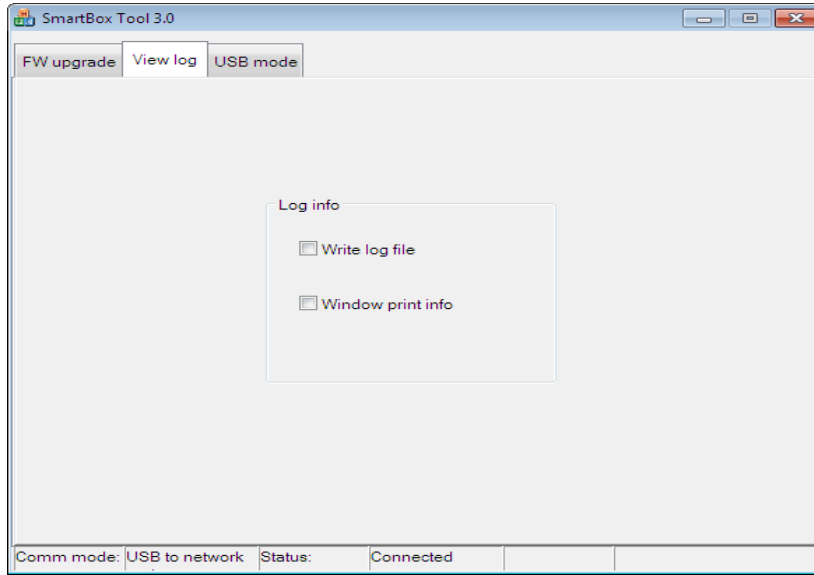 SmartBox Tool 3.0
FW upgrade View log USB mode
Log info
Write log file
Window print info
Comm mode: USB to network Status: Connected